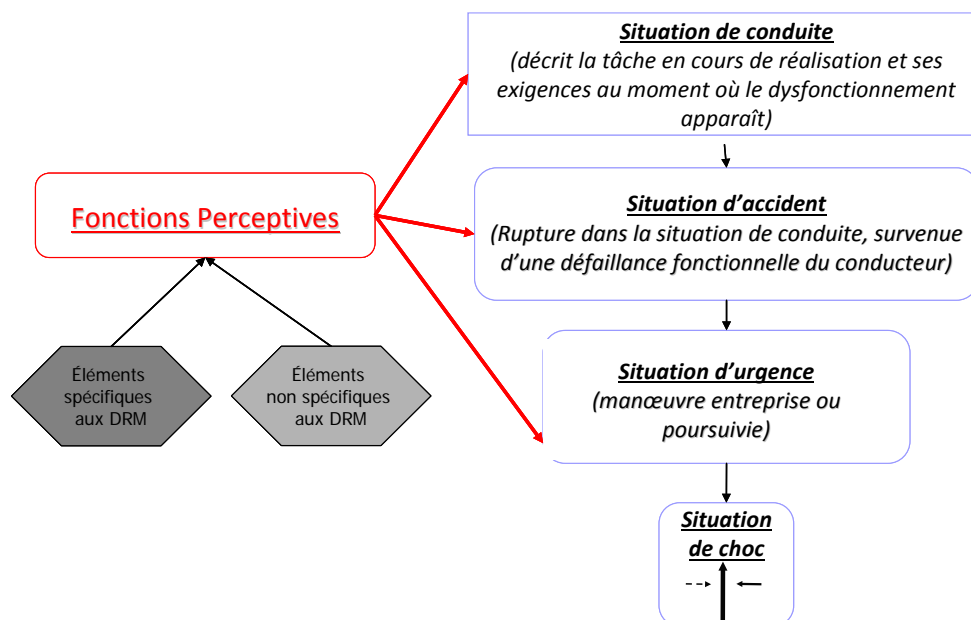 Situation de conduite
(décrit la tâche en cours de réalisation et ses
exigences au moment où le dysfonctionnement
apparaît)
Fonctions Perceptives
Situation d'accident
(Rupture dans la situation de conduite, survenue
d'une défaillance fonctionnelle du conducteur)
Éléments
spécifiques
aux DRM
Éléments
non spécifiques
aux DRM
Situation d'urgence
(manœuvre entreprise ou
poursuivie)
Situation
de choc